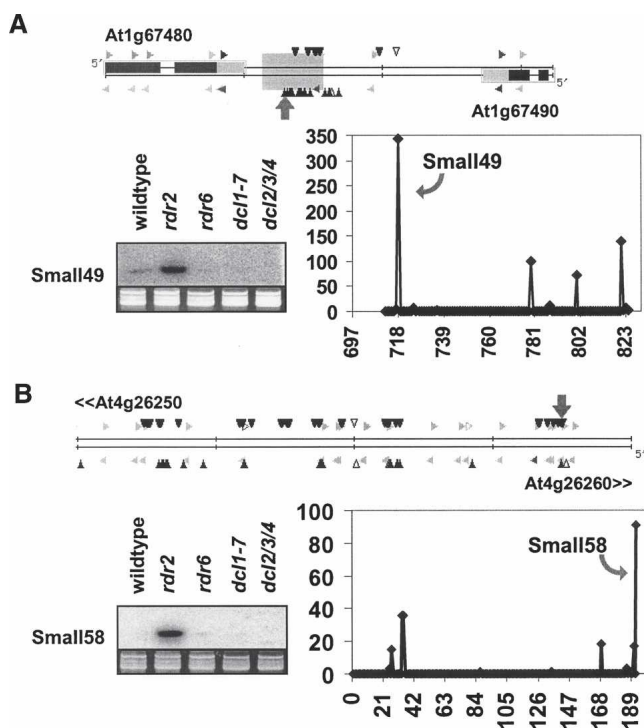 A
At1g67480
5'
5'
At1g67490
wildtype
rdr2
rdr6
dcl1-7
dcl2/3/4
Small49
350
300
250
200
150
100
50
0
Small49
697
718
739
760
781
802
823
B
<<At4g26250
5'
At4g26260>>
wildtype
rdr2
rdr6
dcl1-7
dcl2/3/4
Small58
100
80
60
40
20
0
Small58
0
21
42
63
84
105
126
147
168
189